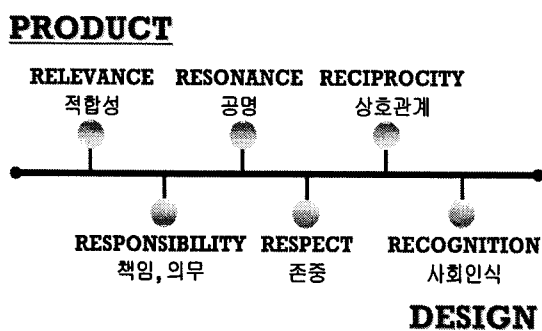 PRODUCT
RELEVANCE RESONANCE RECIPROCITY
적합성 공명 상호관계
RESPONSIBILITY RESPECT RECOGNITION
책임, 의무 존중 사회인식
DESIGN